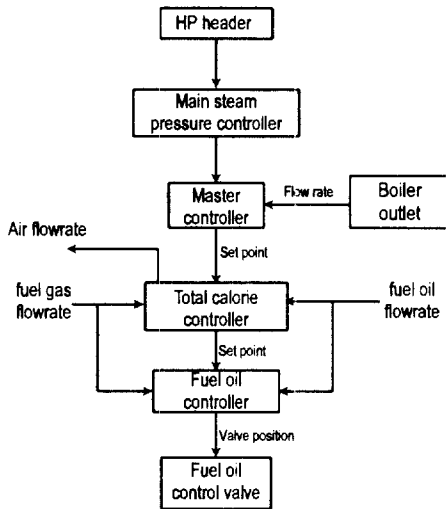 HP header
Main steam
pressure controller
Master
controller
Flow rate
Boiler
outlet
Air flowrate
Set point
fuel gas
flowrate
Total calorie
controller
fuel oil
flowrate
Set point
Fuel oil
controller
Valve position
Fuel oil
control valve